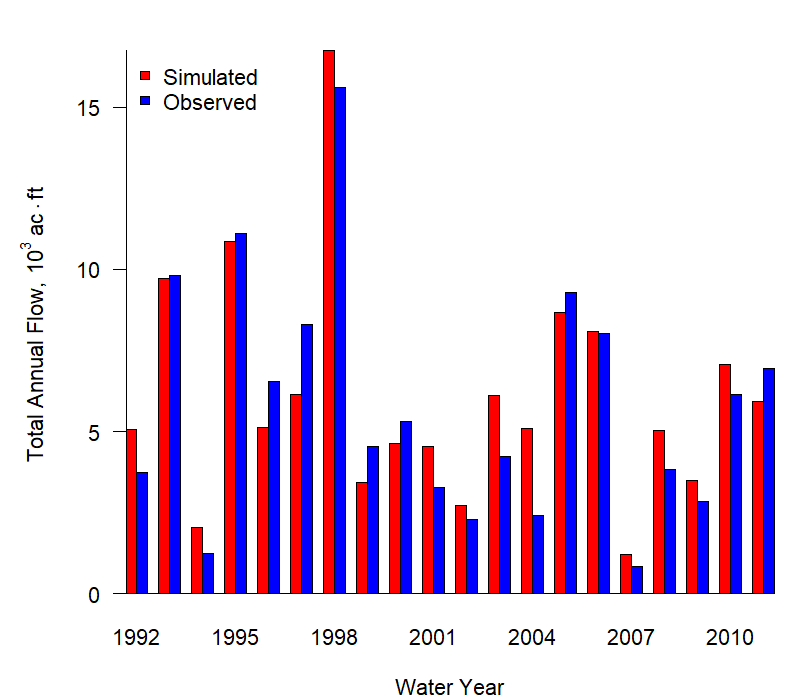 Simulated
Observed
15
10
5
0
Total Annual Flow, 10³ ac·ft
1992 1995 1998 2001 2004 2007 2010
Water Year